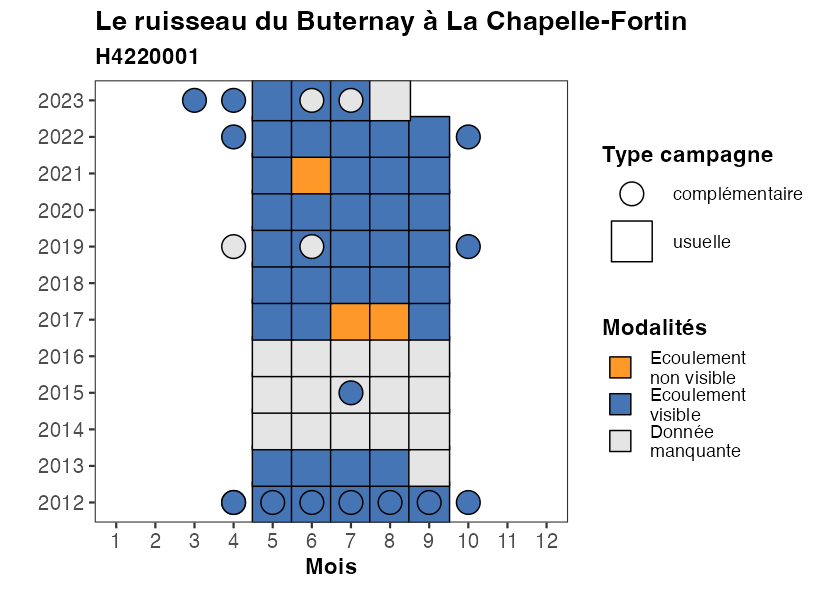 Le ruisseau du Buternay à La Chapelle-Fortin
H4220001
2023
2022
2021
2020
2019
2018
2017
2016
2015
2014
2013
2012
1 2 3 4 5 6 7 8 9 10 11 12
Mois
Type campagne
complémentaire
usuelle
Modalités
Ecoulement
non visible
Ecoulement
visible
Donnée
manquante